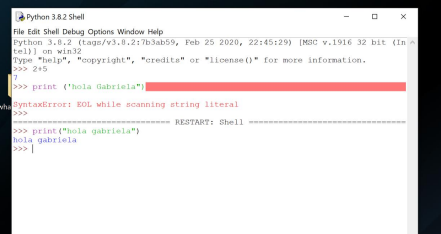 Python 3.8.2 Shell
File Edit Shell Debug Options Window Help
Python 3.8.2 (tags/v3.8.2:7b3ab59, Feb 25 2020, 22:45:29) [MSC v.1916 32 bit (In
tel)] on win32
Type "help", "copyright", "credits" or "license()" for more information.
>>> 2+5
7
>>> print ('hola Gabriela")
SyntaxError: EOL while scanning string literal
>>>
=============================== RESTART: Shell ===============================
>>> print("hola gabriela")
hola gabriela
>>>